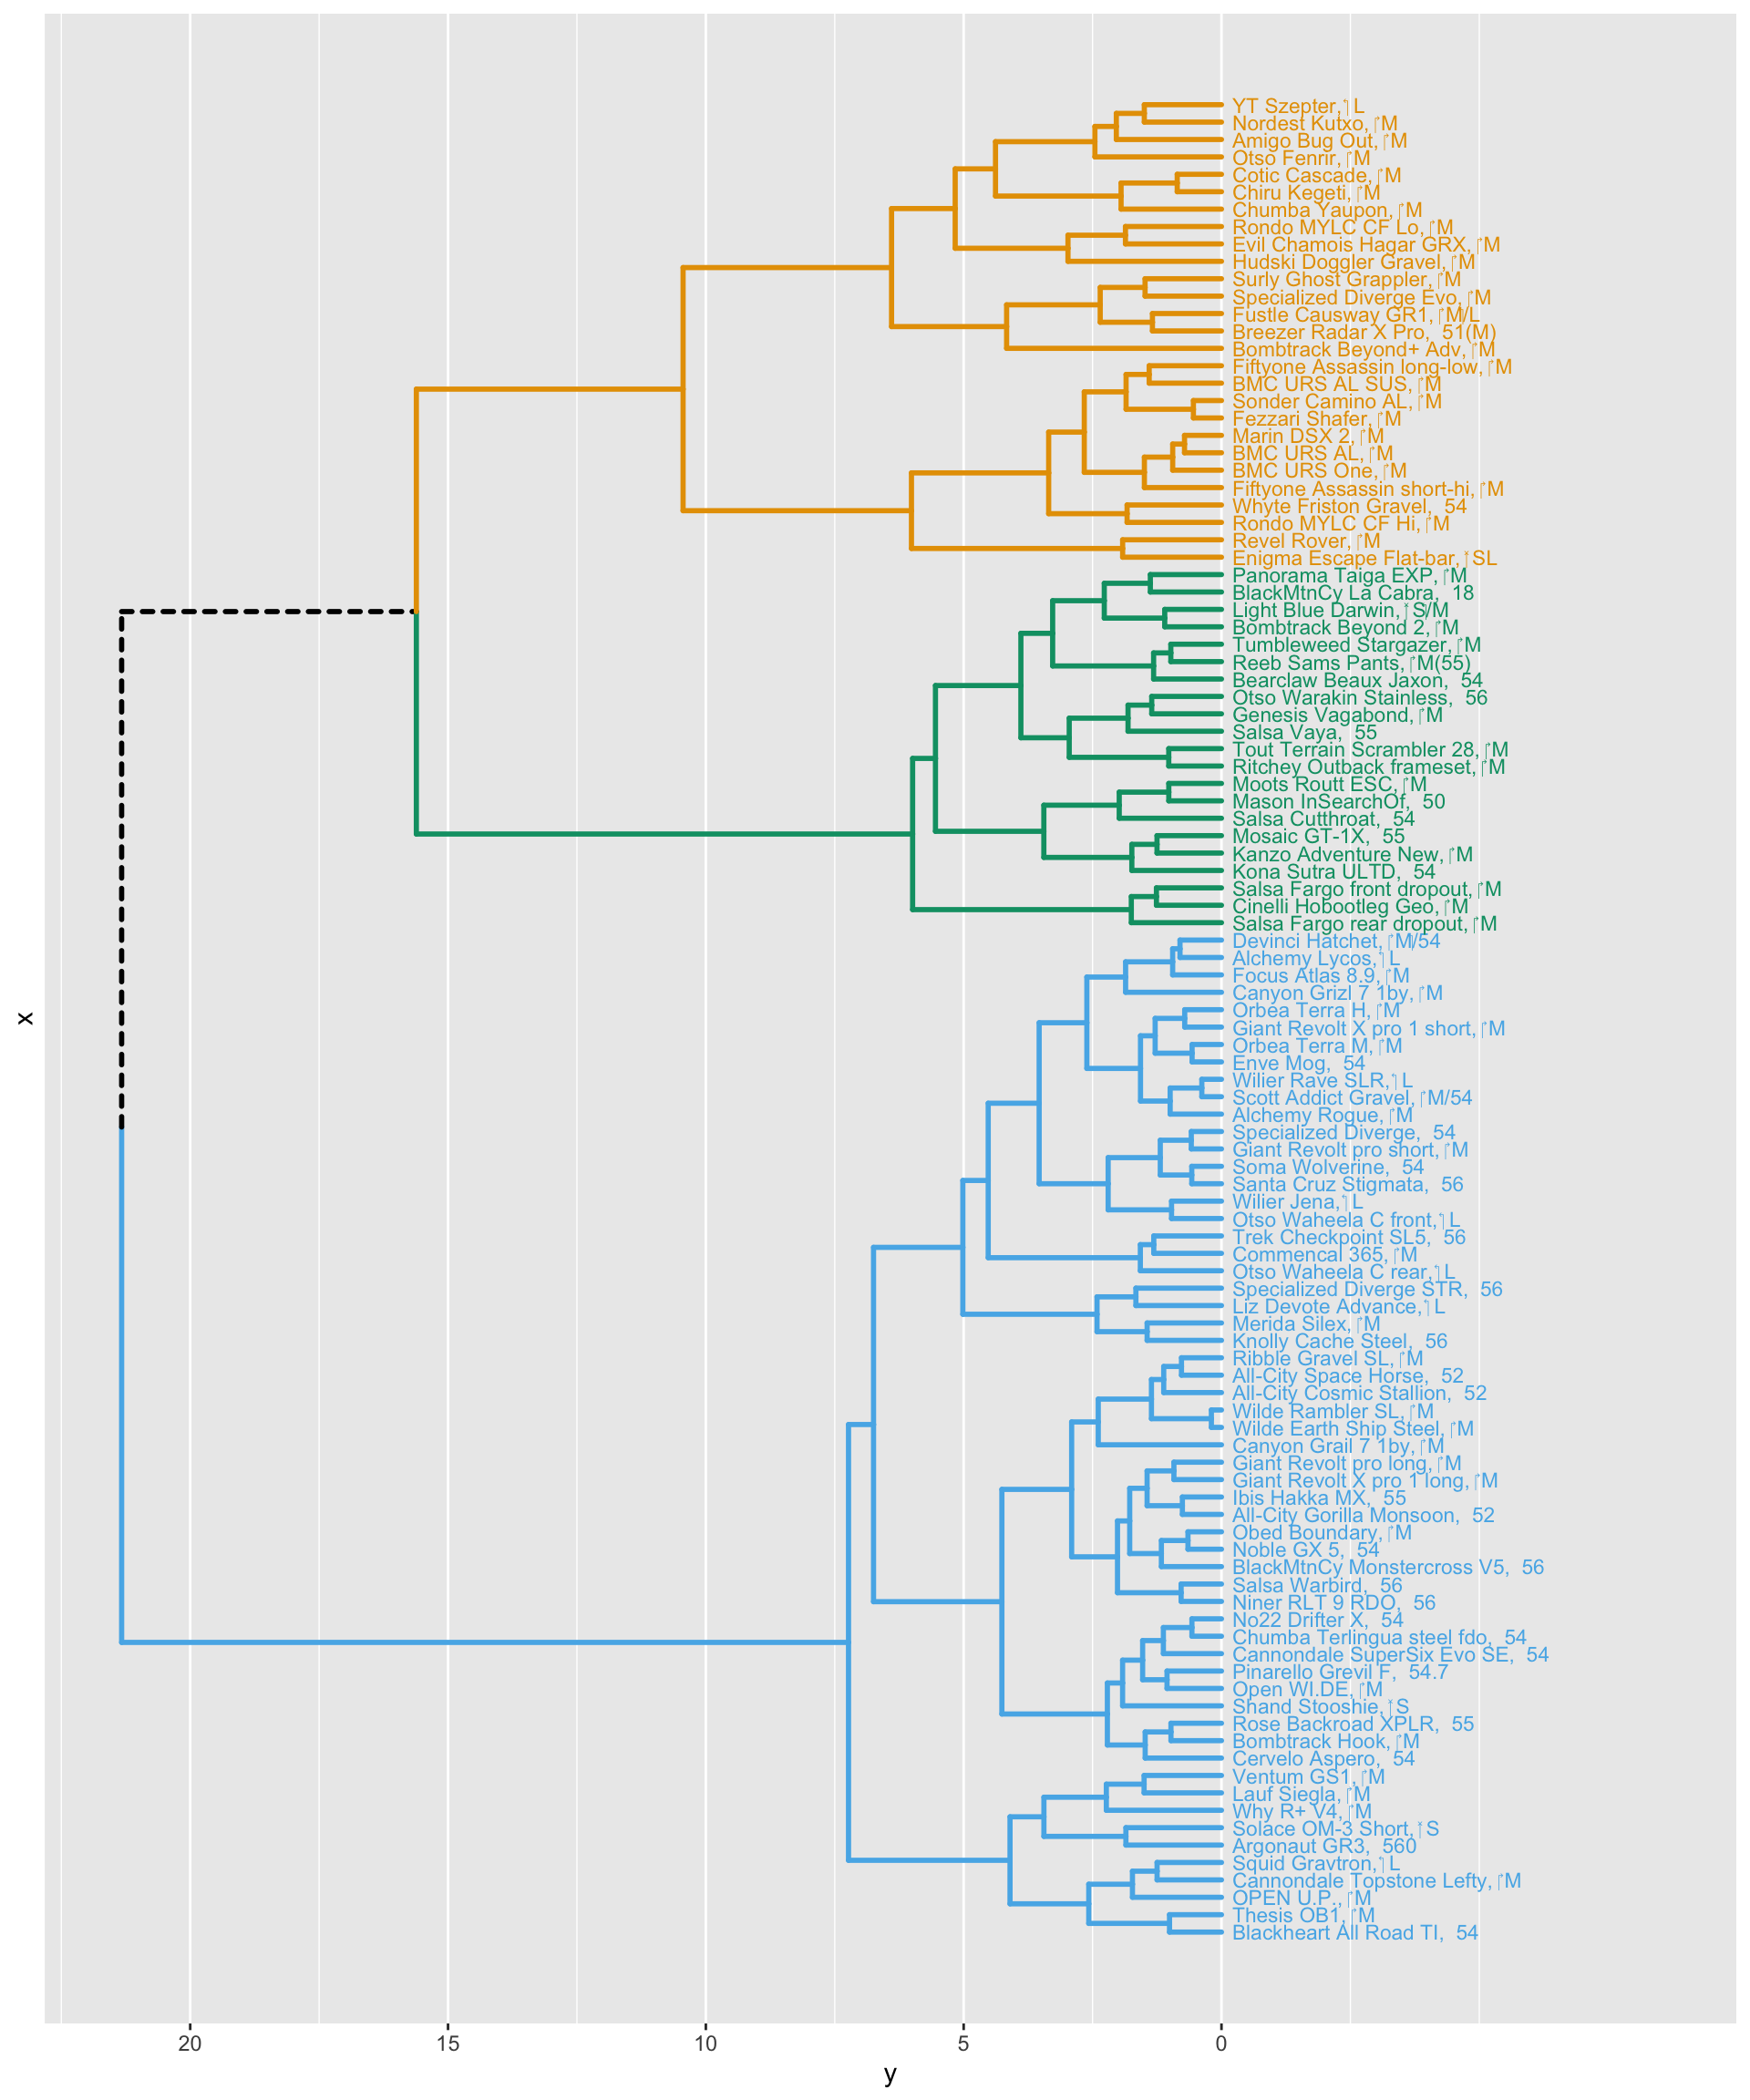 YT Szepter, L
Nordest Kutxo, M
Amigo Bug Out, M
Otso Fenrir, M
Cotic Cascade, M
Chiru Kegeti, M
Chumba Yaupon, M
Rondo MYLC CF Lo, M
Evil Chamois Hagar GRX, M
Hudski Doggler Gravel, M
Surly Ghost Grappler, M
Specialized Diverge Evo, M
Fustle Causway GR1, M/L
Breezer Radar X Pro, 51(M)
Bombtrack Beyond+ Adv, M
Fiftyone Assassin long-low, M
BMC URS AL SUS, M
Sonder Camino AL, M
Fezzari Shafer, M
Marin DSX 2, M
BMC URS AL, M
BMC URS One, M
Fiftyone Assassin short-hi, M
Whyte Friston Gravel, 54
Rondo MYLC CF Hi, M
Revel Rover, M
Enigma Escape Flat-bar, SL
Panorama Taiga EXP, M
BlackMtnCy La Cabra, 18
Light Blue Darwin, S/M
Bombtrack Beyond 2, M
Tumbleweed Stargazer, M
Reeb Sams Pants, M(55)
Bearclaw Beaux Jaxon, 54
Otso Warakin Stainless, 56
Genesis Vagabond, M
Salsa Vaya, 55
Tout Terrain Scrambler 28, M
Ritchey Outback frameset, M
Moots Routt ESC, M
Mason InSearchOf, 50
Salsa Cutthroat, 54
Mosaic GT-1X, 55
Kanzo Adventure New, M
Kona Sutra ULTD, 54
Salsa Fargo front dropout, M
Cinelli Hobootleg Geo, M
Salsa Fargo rear dropout, M
Devinci Hatchet, M/54
Alchemy Lycos, L
Focus Atlas 8.9, M
Canyon Grizl 7 1by, M
Orbea Terra H, M
Giant Revolt X pro 1 short, M
Orbea Terra M, M
Enve Mog, 54
Wilier Rave SLR, L
Scott Addict Gravel, M/54
Alchemy Rogue, M
Specialized Diverge, 54
Giant Revolt pro short, M
Soma Wolverine, 54
Santa Cruz Stigmata, 56
Wilier Jena, L
Otso Waheela C front, L
Trek Checkpoint SL5, 56
Commencal 365, M
Otso Waheela C rear, L
Specialized Diverge STR, 56
Liz Devote Advance, L
Merida Silex, M
Knolly Cache Steel, 56
Ribble Gravel SL, M
All-City Space Horse, 52
All-City Cosmic Stallion, 52
Wilde Rambler SL, M
Wilde Earth Ship Steel, M
Canyon Grail 7 1by, M
Giant Revolt pro long, M
Giant Revolt X pro 1 long, M
Ibis Hakka MX, 55
All-City Gorilla Monsoon, 52
Obed Boundary, M
Noble GX 5, 54
BlackMtnCy Monstercross V5, 56
Salsa Warbird, 56
Niner RLT 9 RDO, 56
No22 Drifter X, 54
Chumba Terlingua steel fdo, 54
Cannondale SuperSix Evo SE, 54
Pinarello Grevil F, 54.7
Open WI.DE, M
Shand Stooshie, S
Rose Backroad XPLR, 55
Bombtrack Hook, M
Cervelo Aspero, 54
Ventum GS1, M
Lauf Siegla, M
Why R+ V4, M
Solace OM-3 Short, S
Argonaut GR3, 560
Squid Gravtron, L
Cannondale Topstone Lefty, M
OPEN U.P., M
Thesis OB1, M
Blackheart All Road TI, 54
x
20 15 10 5 0
y